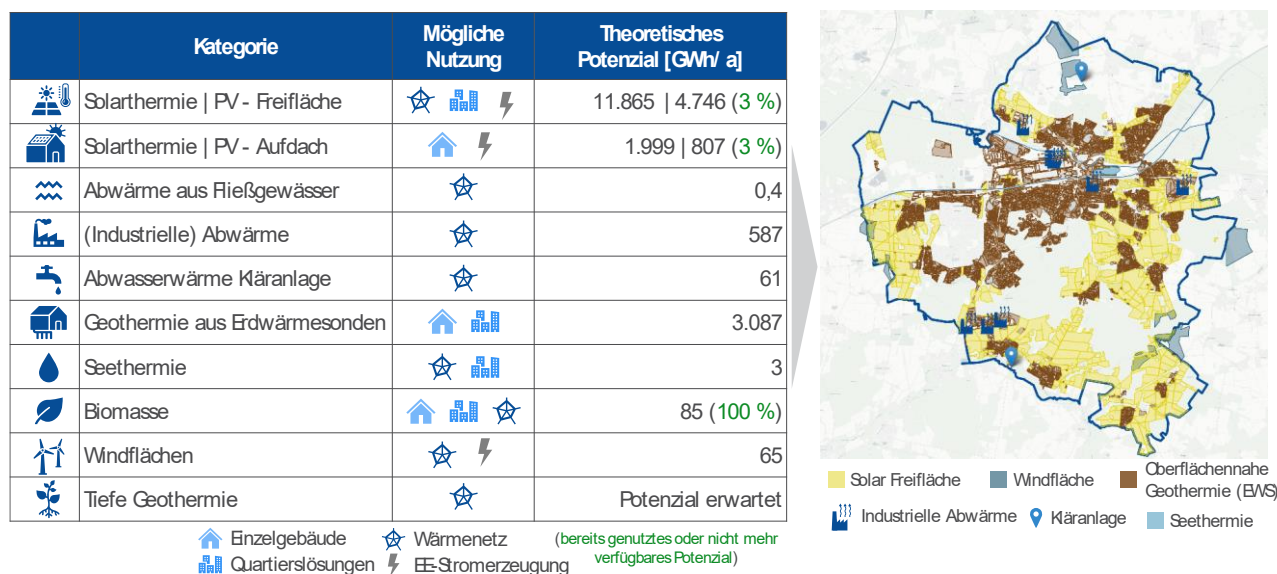 Kategorie
Mögliche
Nutzung
Theoretisches
Potenzial [GWh/ a]
Solarthermie | PV - Freifläche
11.865 | 4.746 (3 %)
Solarthermie | PV - Aufdach
1.999 | 807 (3 %)
Abwärme aus Fließgewässer
0,4
(Industrielle) Abwärme
587
Abwasserwärme Kläranlage
61
Geothermie aus Erdwärmesonden
3.087
Seethermie
3
Biomasse
85 (100 %)
Windflächen
65
Tiefe Geothermie
Potenzial erwartet
Einzelgebäude
Wärmenetz
Quartierslösungen
EE-Stromerzeugung
(bereits genutztes oder nicht mehr
verfügbares Potenzial)
Solar Freifläche
Windfläche
Oberflächennahe
Geothermie (EWS)
Industrielle Abwärme
Kläranlage
Seethermie